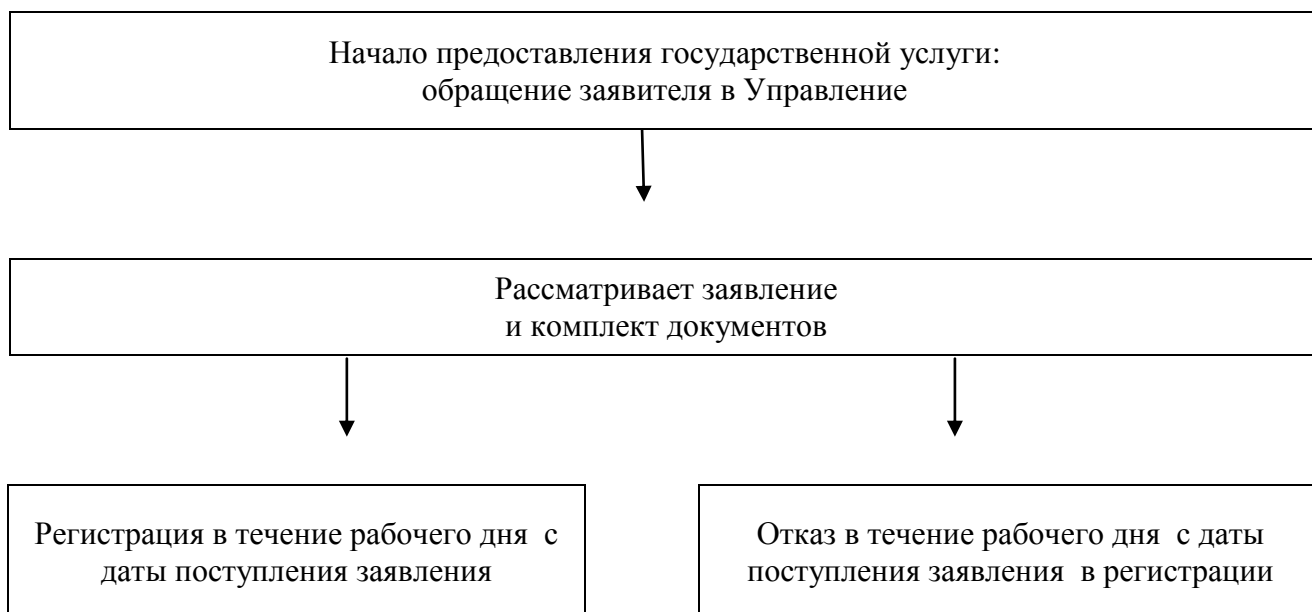 Начало предоставления государственной услуги:
обращение заявителя в Управление
Рассматривает заявление
и комплект документов
Регистрация в течение рабочего дня  с
даты поступления заявления
Отказ в течение рабочего дня  с даты
поступления заявления  в регистрации